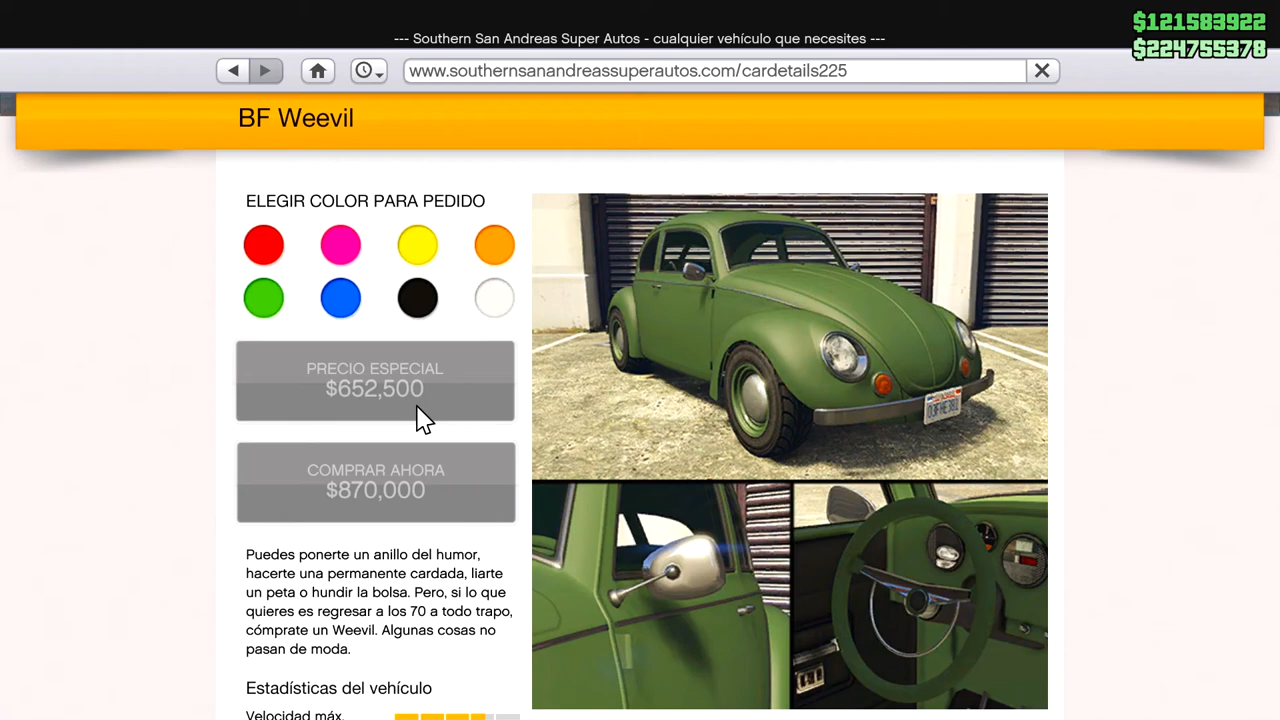 --- Southern San Andreas Super Autos - cualquier vehículo que necesites ---
$121583922
$224755378
www.southernsanandreassuperautos.com/cardetails225
BF Weevil
ELEGIR COLOR PARA PEDIDO
PRECIO ESPECIAL
$652,500
COMPRAR AHORA
$870,000
Puedes ponerte un anillo del humor,
hacerte una permanente cardada, liarte
un peta o hundir la bolsa. Pero, si lo que
quieres es regresar a los 70 a todo trapo,
cómprate un Weevil. Algunas cosas no
pasan de moda.
Estadísticas del vehículo
Velocidad máx.